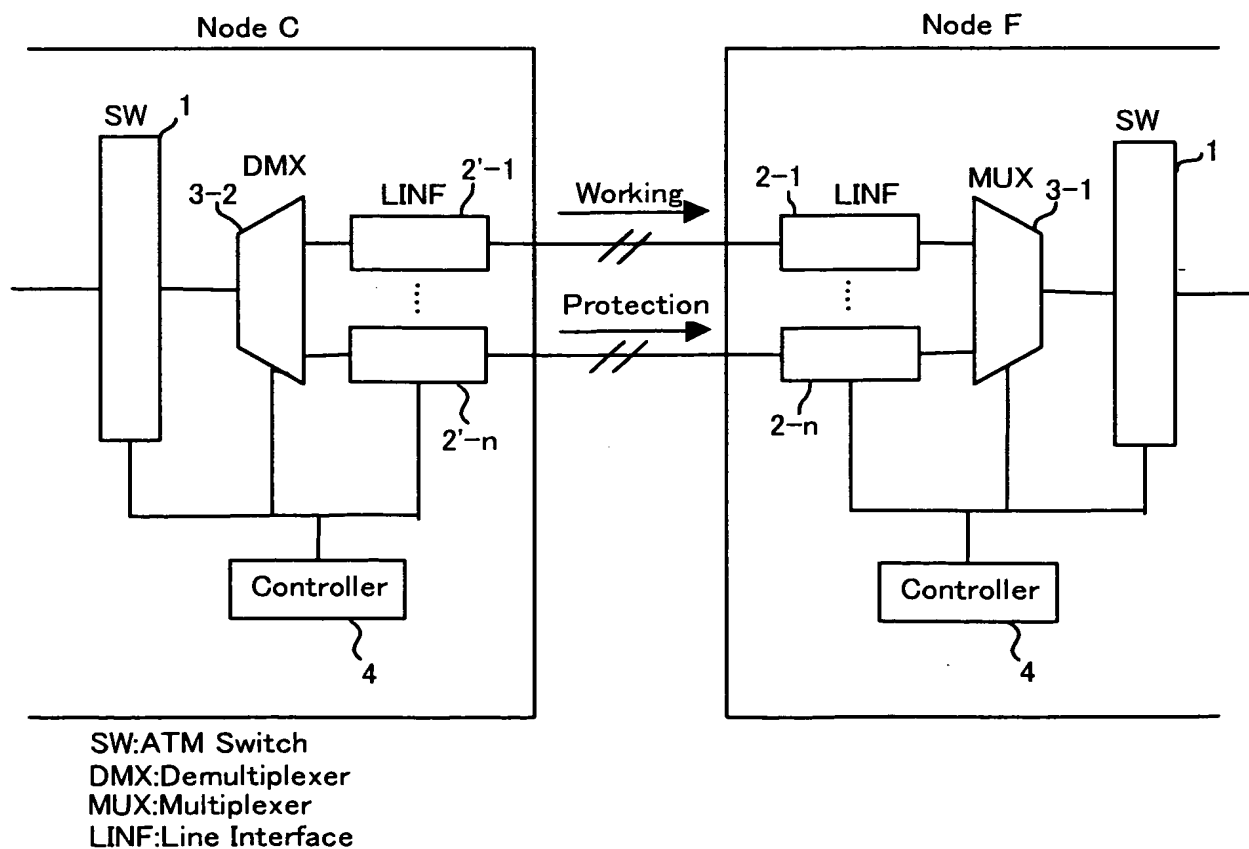 Node C
Node F
SW
1
DMX
3-2
LINF
2'-1
Working
2-1
LINF
MUX
3-1
SW
1
Protection
2'-n
2-n
Controller
4
Controller
4
SW:ATM Switch
DMX:Demultiplexer
MUX:Multiplexer
LINF:Line Interface